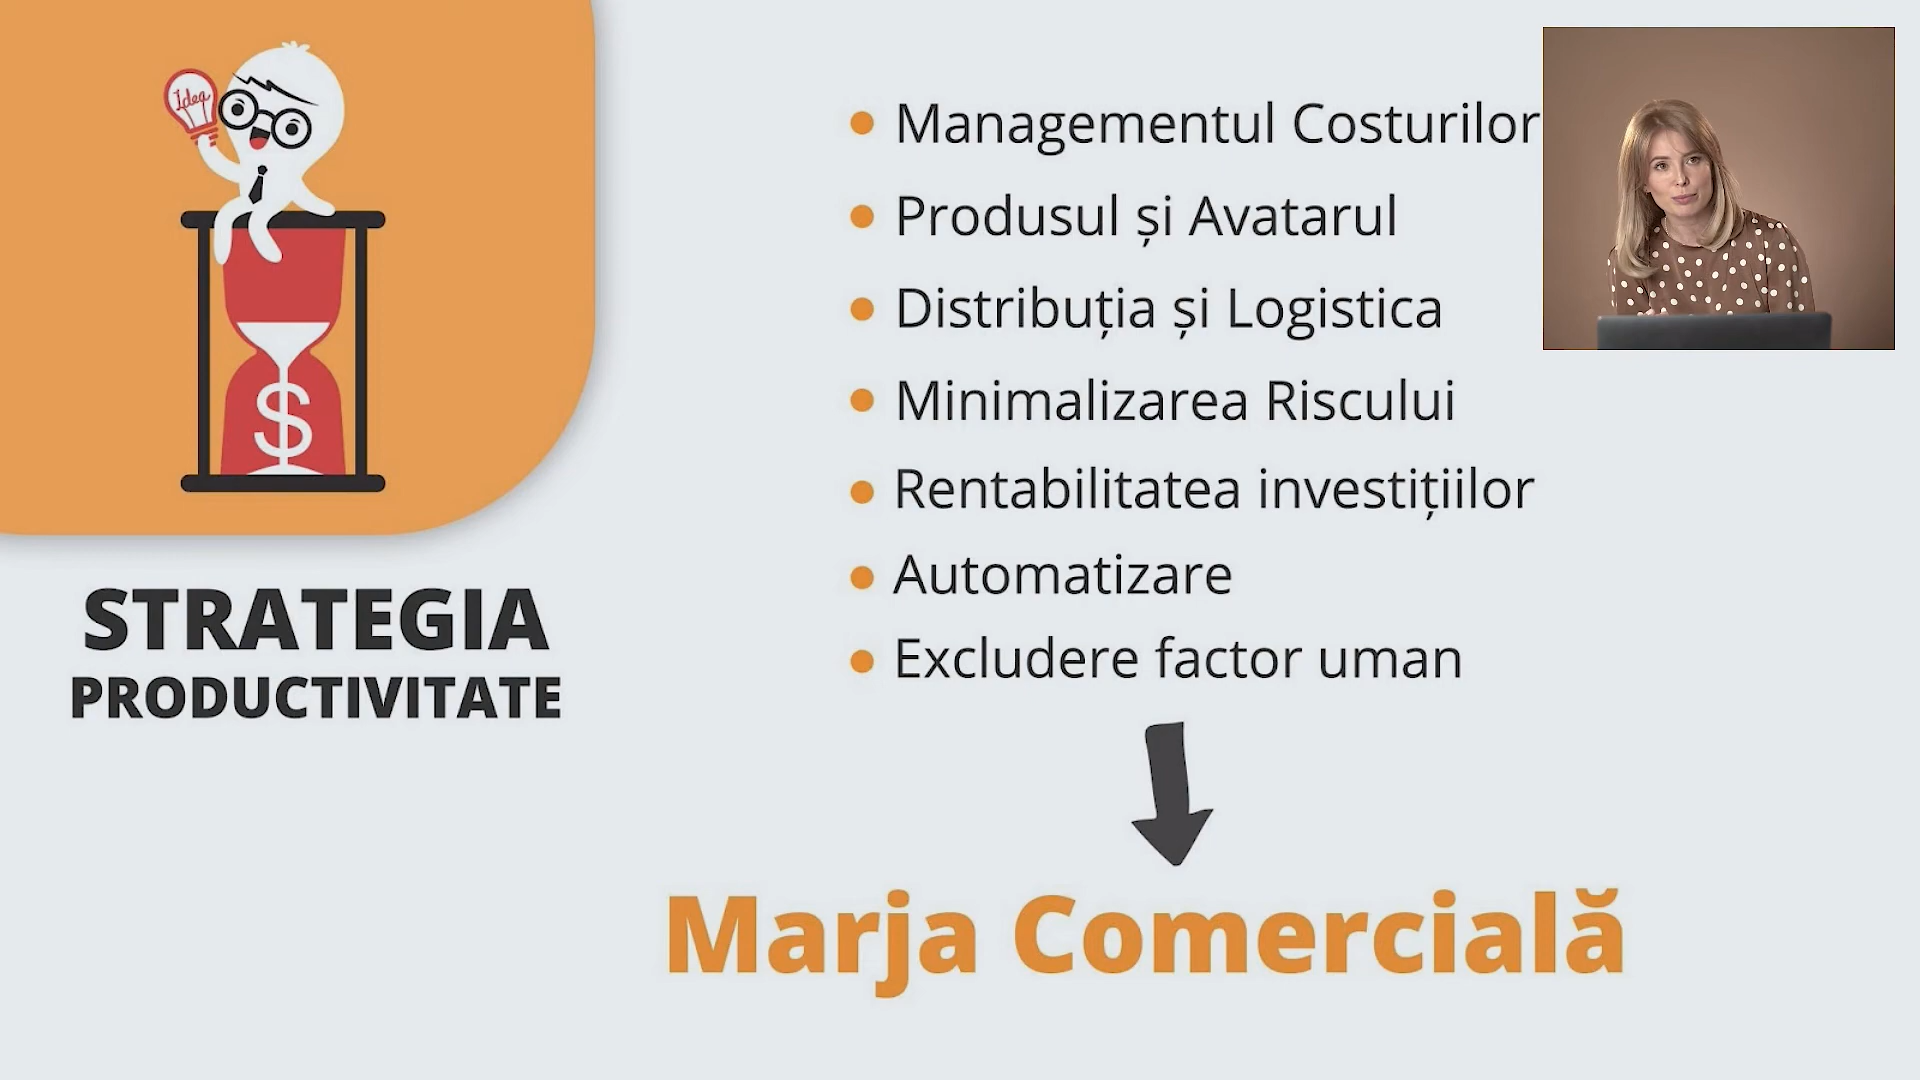 Idea
$
STRATEGIA
PRODUCTIVITATE
Managementul Costurilor
Produsul și Avatarul
Distribuția și Logistica
Minimalizarea Riscului
Rentabilitatea investițiilor
Automatizare
Excludere factor uman
Marja Comercială